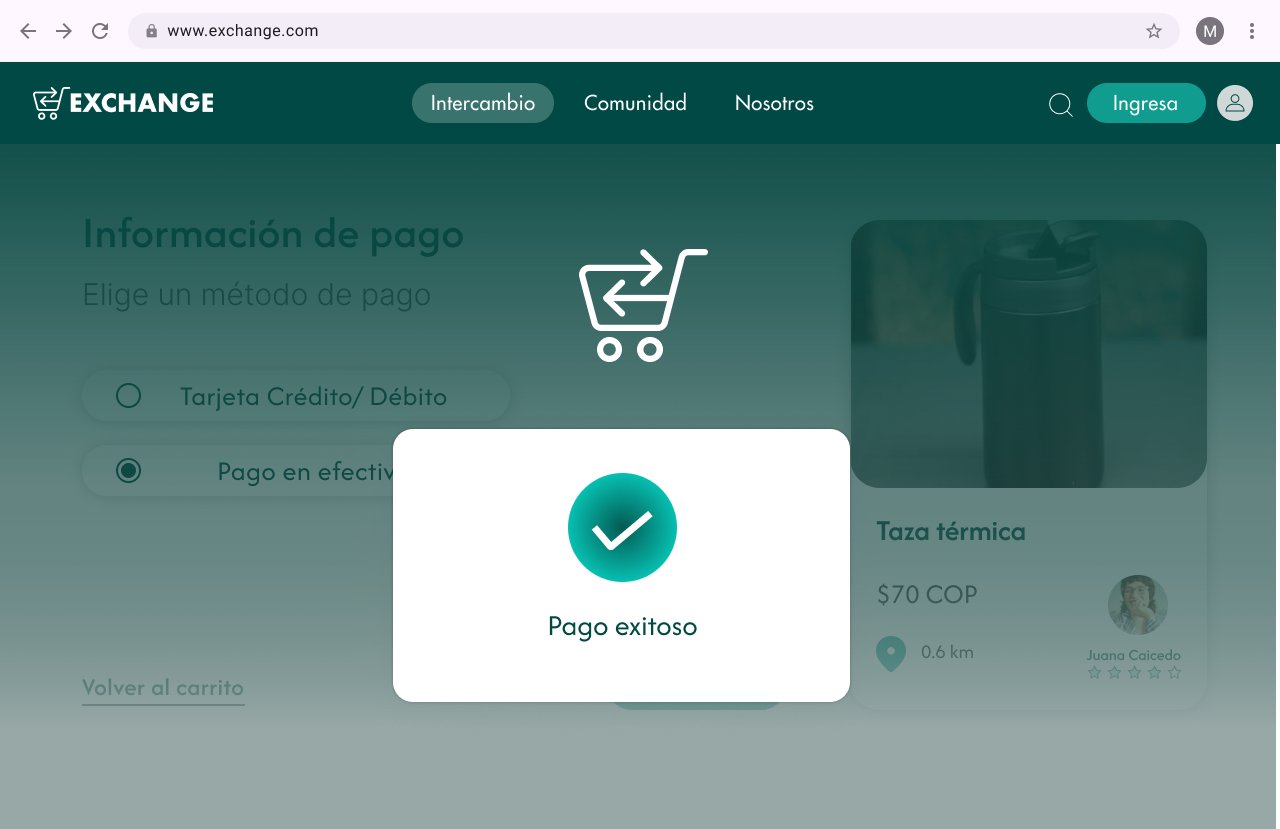 www.exchange.com
M
EXCHANGE
Intercambio
Comunidad
Nosotros
Ingresa
Información de pago
Elige un método de pago
Tarjeta Crédito/ Débito
Pago en efectiv
Pago exitoso
Volver al carrito
Taza térmica
$70 COP
0.6 km
Juana Caicedo